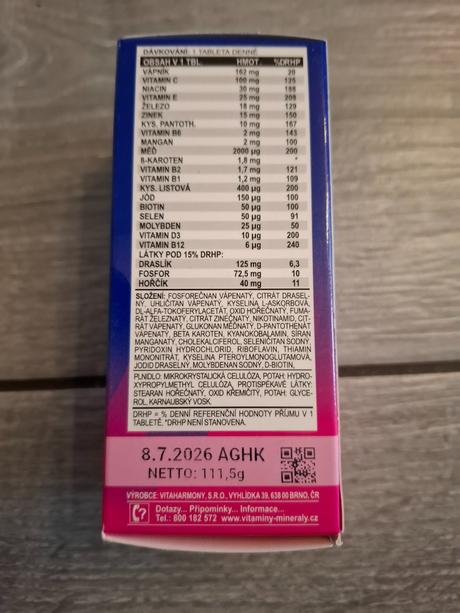 DÁVKOVÁNÍ: 1 TABLETA DENNĚ
OBSAH V 1 TBL. HMOT. %DRHP
VÁPNÍK 162 mg 20
VITAMIN C 100 mg 125
NIACIN 30 mg 188
VITAMIN E 25 mg 208
ŽELEZO 18 mg 129
ZINEK 15 mg 150
KYS. PANTOTH. 10 mg 167
VITAMIN B6 2 mg 143
MANGAN 2 mg 100
MĚĎ 2000 µg 200
ß-KAROTEN 1,8 mg *
VITAMIN B2 1,7 mg 121
VITAMIN B1 1,2 mg 109
KYS. LISTOVÁ 400 µg 200
JÓD 150 µg 100
BIOTIN 50 µg 100
SELEN 50 µg 91
MOLYBDEN 25 µg 50
VITAMIN D3 10 µg 200
VITAMIN B12 6 µg 240
LÁTKY POD 15% DRHP:
DRASLÍK 125 mg 6,3
FOSFOR 72,5 mg 10
HOŘČÍK 40 mg 11
SLOŽENÍ: FOSFOREČNAN VÁPENATÝ, CITRÁT DRASEL-
NÝ, UHLIČITAN VÁPENATÝ, KYSELINA L-ASKORBOVÁ,
DL-ALFA-TOKOFERYLACETÁT, OXID HOŘEČNATÝ, FUMA-
RÁT ŽELEZNATÝ, CITRÁT ZINEČNATÝ, NIKOTINAMID, CIT-
RÁT VÁPENATÝ, GLUKONAN MĚĎNATÝ, D-PANTOTHENÁT
VÁPENATÝ, BETA KAROTEN, KYANOKOBALAMIN, SÍRAN
MANGANATÝ, CHOLEKALCIFEROL, SELENIČITAN SODNÝ,
PYRIDOXIN HYDROCHLORID, RIBOFLAVIN, THIAMIN
MONONITRÁT, KYSELINA PTEROYLMONOGLUTAMOVÁ,
JODID DRASELNÝ, MOLYBDENAN SODNÝ, D-BIOTIN,
PLNIDLO: MIKROKRYSTALICKÁ CELULÓZA, POTAH: HYDRO-
XYPROPYLMETHYL CELULÓZA, PROTISPÉKAVÉ LÁTKY:
STEARAN HOŘEČNATÝ, OXID KŘEMIČITÝ, POTAH: GLYCE-
ROL, KARNAUBSKÝ VOSK.
DRHP = % DENNÍ REFERENČNÍ HODNOTY PŘÍJMU V 1
TABLETĚ, *DRHP NENÍ STANOVENA.
8.7.2026 AGHK
NETTO: 111,5g
VÝROBCE: VITAHARMONY, S.R.O., VYHLÍDKA 39, 638 00 BRNO, ČR
Dotazy... Připomínky... Informace...
Tel.: 800 182 572 www.vitaminy-mineraly.cz